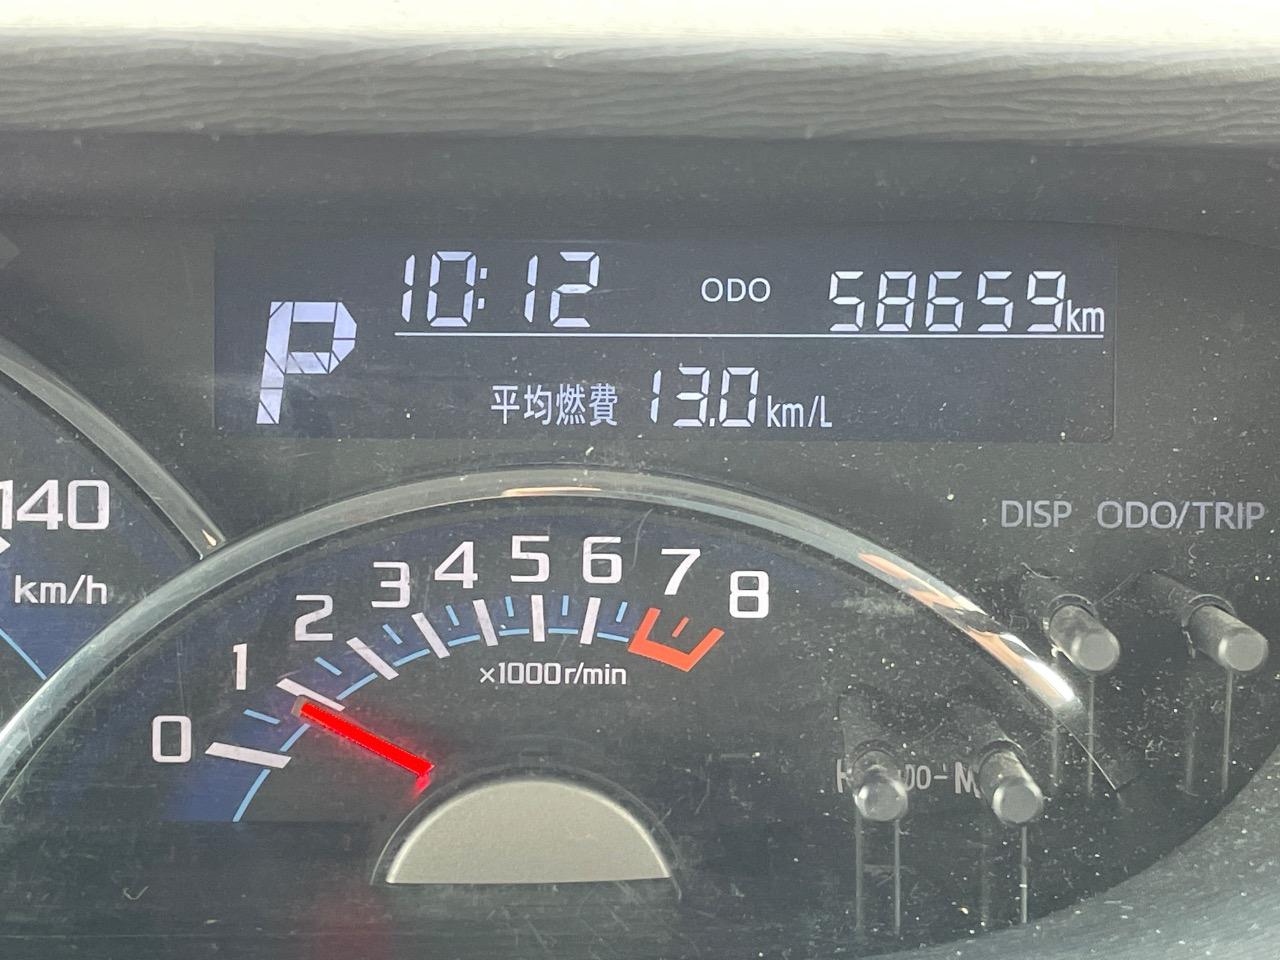 10:12 ODO 58659km
P
平均燃費 13.0km/L
140
km/h
DISP ODO/TRIP
0 1 2 3 4 5 6 7 8
×1000r/min